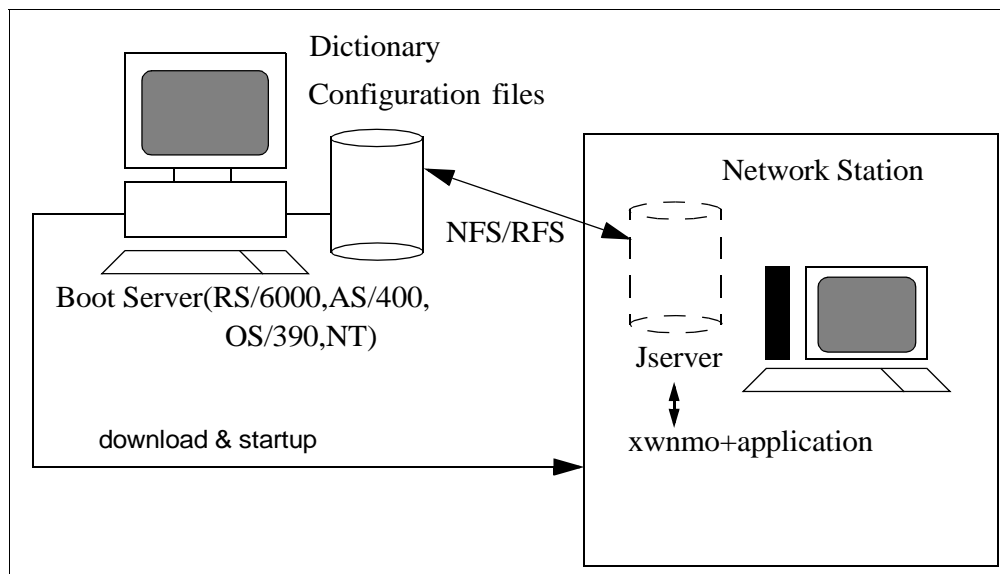 Dictionary
Configuration files
Network Station
NFS/RFS
Boot Server(RS/6000,AS/400,
OS/390,NT)
Jserver
download & startup
xwnmo+application